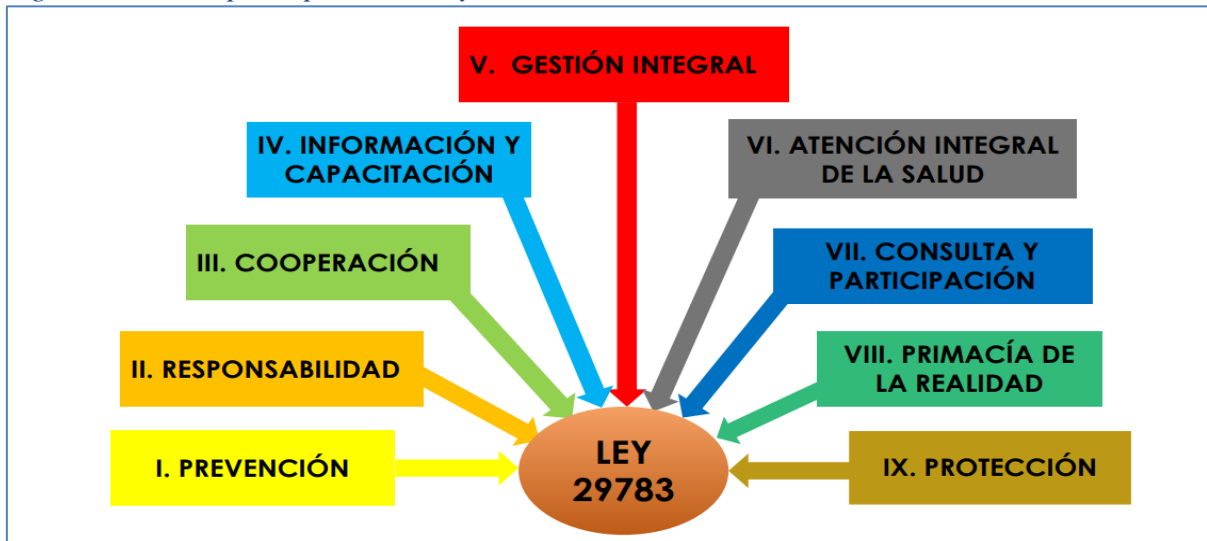 V. GESTIÓN INTEGRAL
IV. INFORMACIÓN Y
CAPACITACIÓN
VI. ATENCIÓN INTEGRAL
DE LA SALUD
III. COOPERACIÓN
VII. CONSULTA Y
PARTICIPACIÓN
II. RESPONSABILIDAD
VIII. PRIMACÍA DE
LA REALIDAD
I. PREVENCIÓN
LEY
29783
IX. PROTECCIÓN